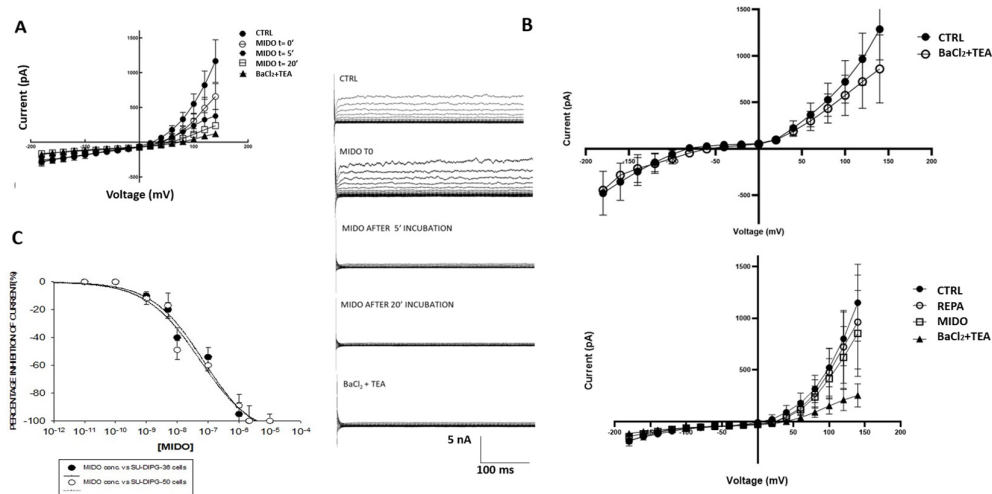 A
CTRL
MIDO t= 0'
MIDO t= 5'
MIDO t= 20'
BaCl2+TEA
Current (pA)
1500
1000
500
-200
-100
100
200
-500
Voltage (mV)
CTRL
MIDO T0
MIDO AFTER 5' INCUBATION
MIDO AFTER 20' INCUBATION
BaCl2 + TEA
5 nA
100 ms
B
CTRL
BaCl2+TEA
Current (pA)
1500
1000
500
-200
-150
-100
-50
50
100
150
200
-500
Voltage (mV)
CTRL
REPA
MIDO
BaCl2+TEA
Current (pA)
1500
1000
500
-200
-150
-100
-50
50
100
150
200
Voltage (mV)
C
PERCENTAGE INHIBITION OF CURRENT(%)
0
-20
-40
-60
-80
-100
10-12 10-11 10-10 10-9 10-8 10-7 10-6 10-5 10-4
[MIDO]
MIDO conc. vs SU-DIPG-36 cells
MIDO conc. vs SU-DIPG-50 cells